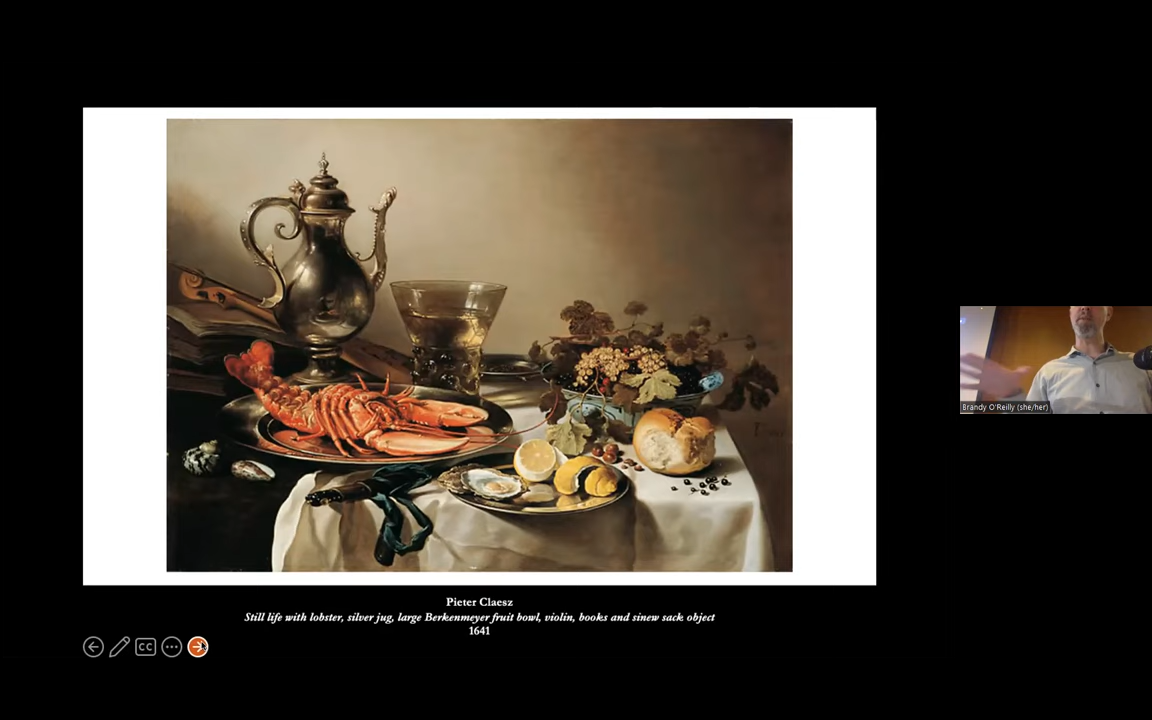 Pieter Claesz
Still life with lobster, silver jug, large Berkenmeyer fruit bowl, violin, books and sinew sack object
1641
CC
Brandy O'Reilly (she/her)